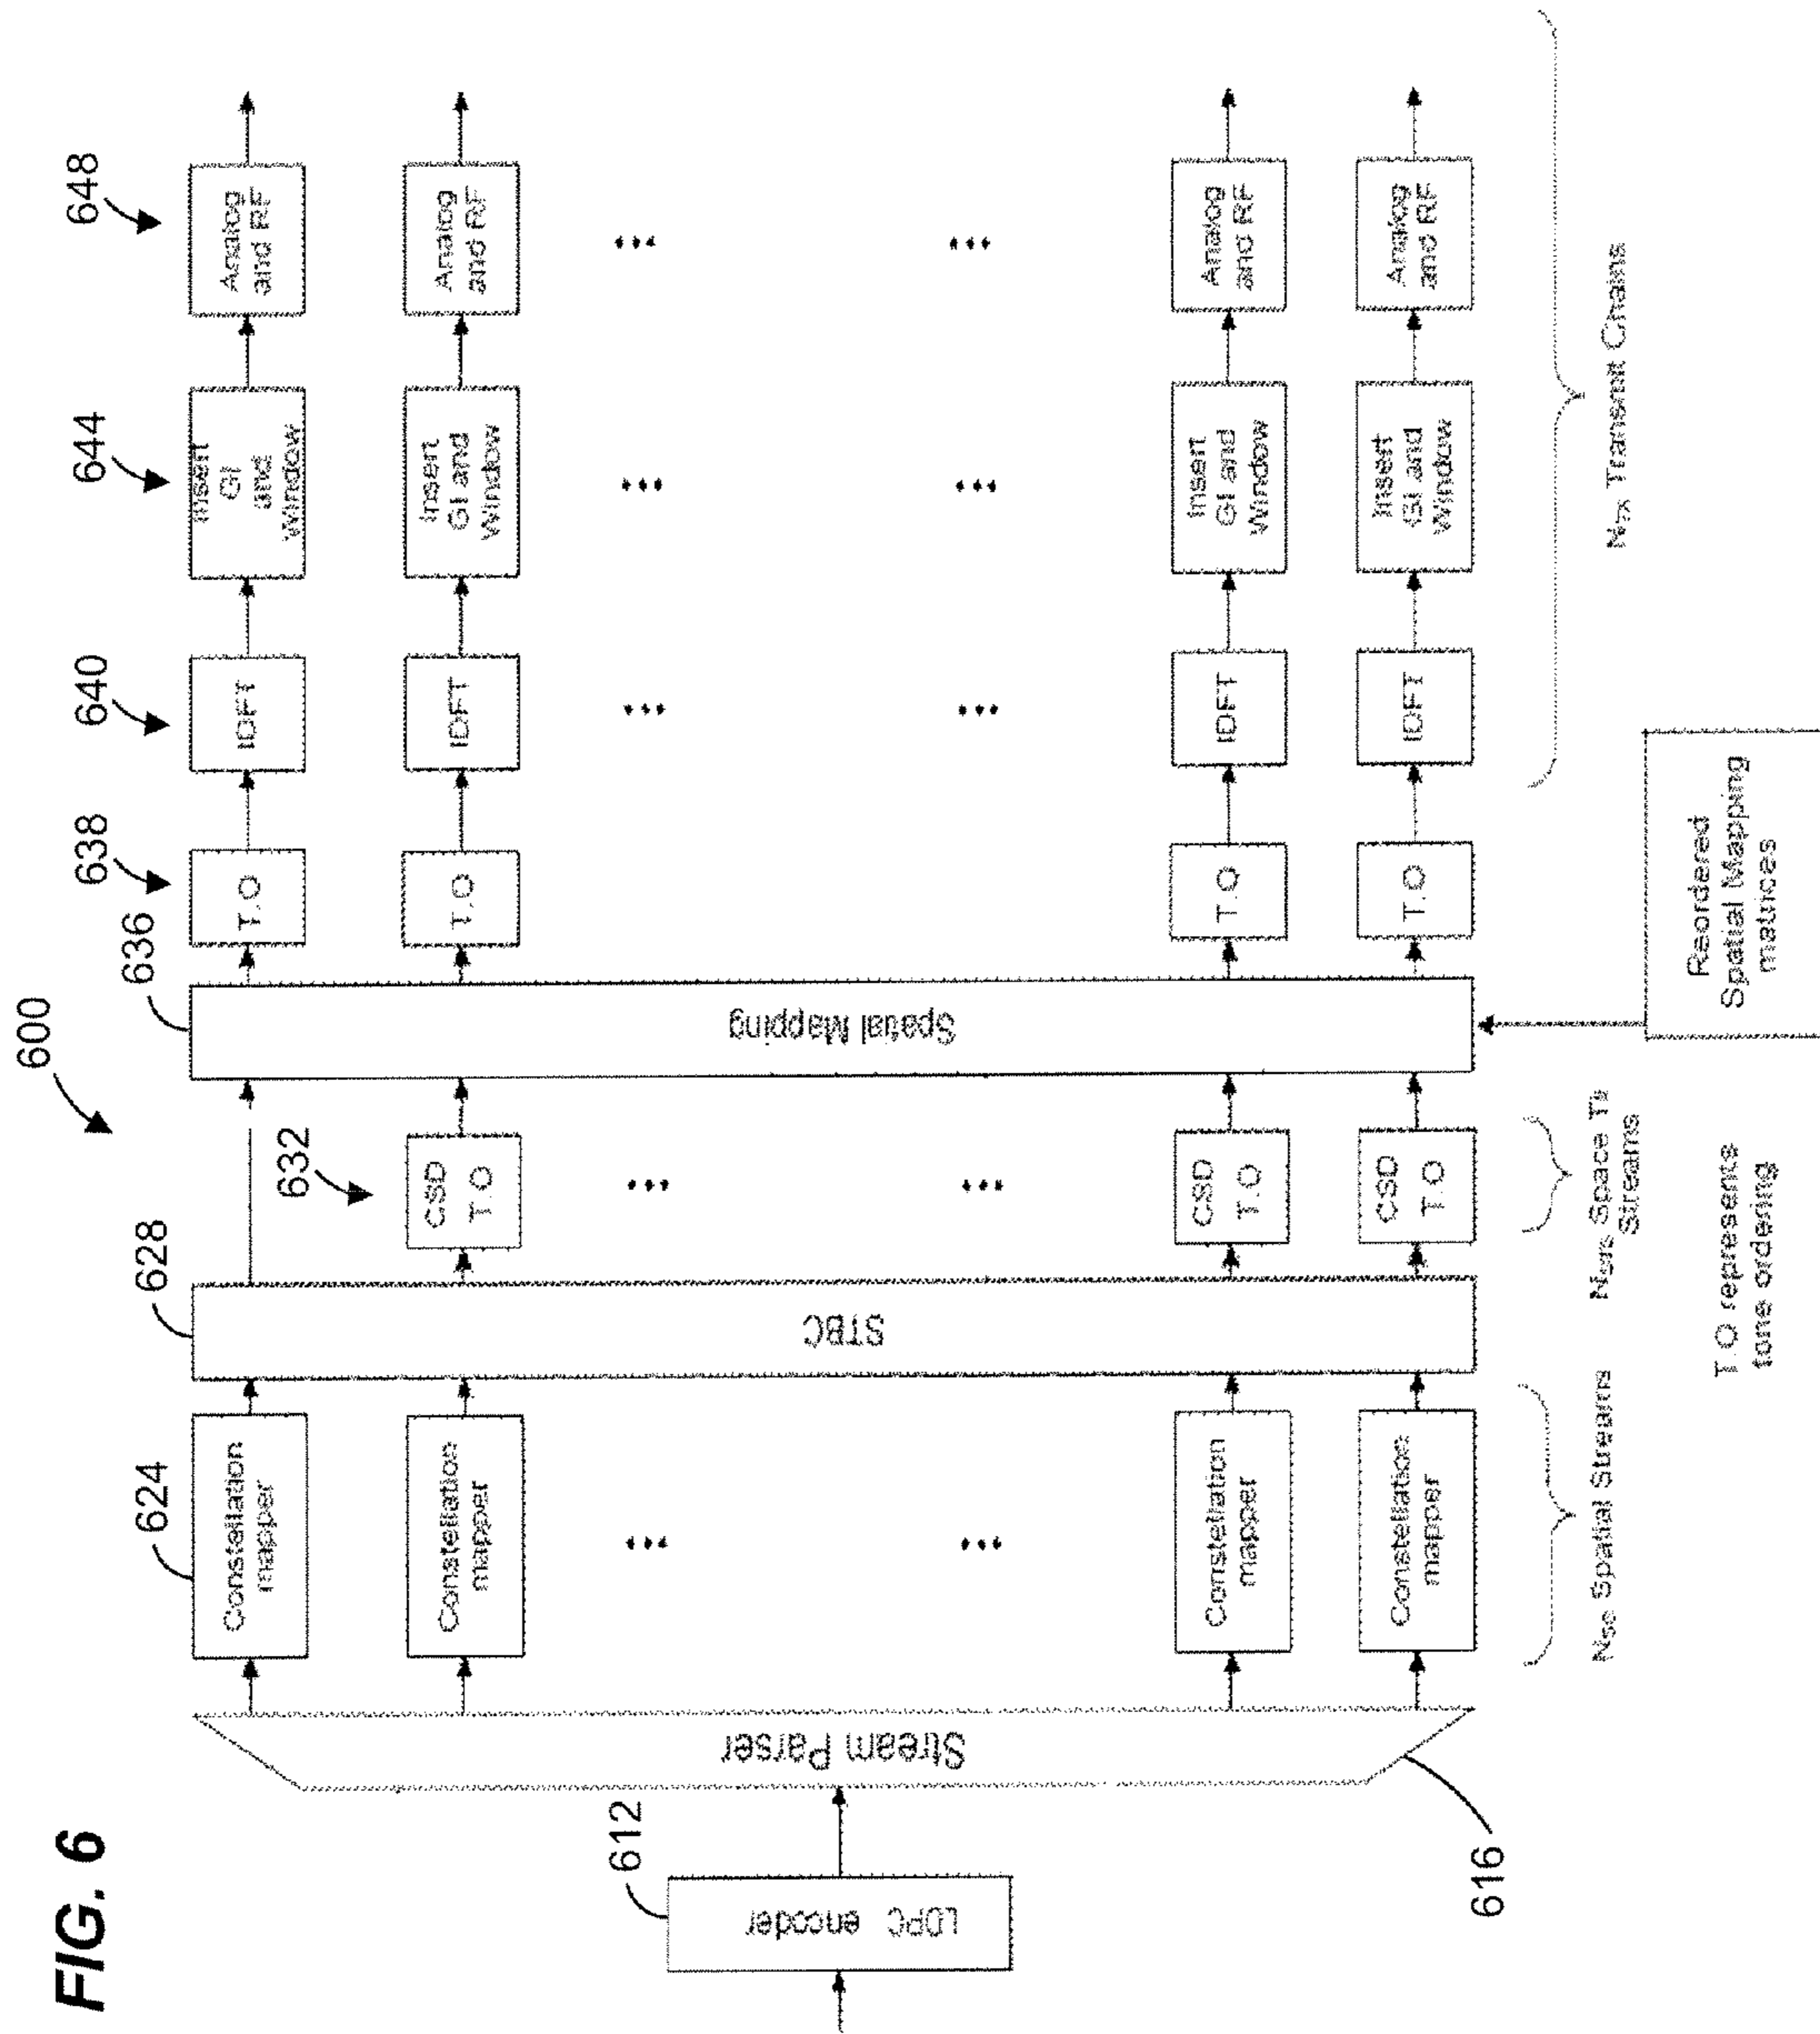 FIG. 6
600
612
LDPC encoder
616
Stream Parser
624
Constellation
mapper
Constellation
mapper
...
...
Constellation
mapper
Constellation
mapper
Spatial Streams
628
STBC
632
CSD
T.O
...
...
CSD
T.O
CSD
T.O
Space Ti
Streams
T.O represents
tone ordering
636
Spatial Mapping
Reordered
Spatial Mapping
matrices
638
T.O
T.O
T.O
T.O
640
IDFT
IDFT
...
...
IDFT
IDFT
644
Insert
GI
and
Window
Insert
GI and
Window
...
...
Insert
GI and
Window
Insert
GI and
Window
648
Analog
and RF
Analog
and RF
...
...
Analog
and RF
Analog
and RF
Transmit Chains